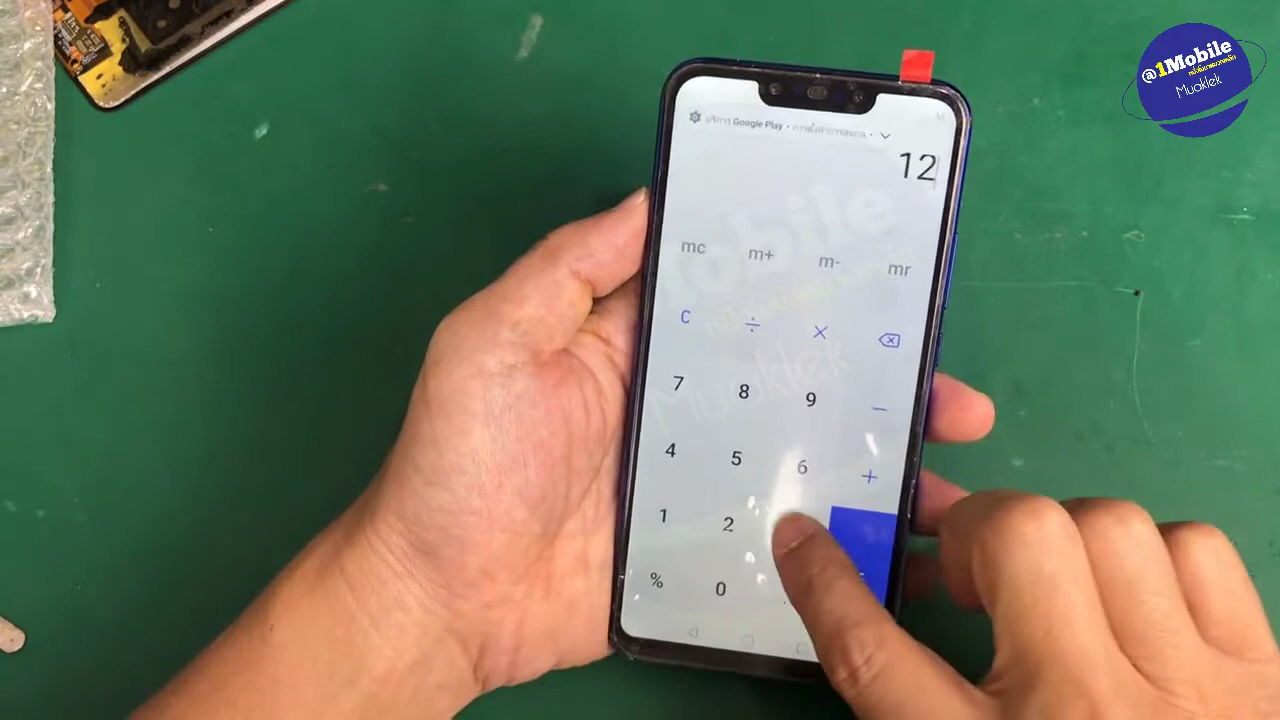 @1Mobile
Muaklek
บริการ Google Play •
12
mc m+ m- mr
C ÷ ×
7 8 9 −
4 5 6 +
1 2
% 0 .